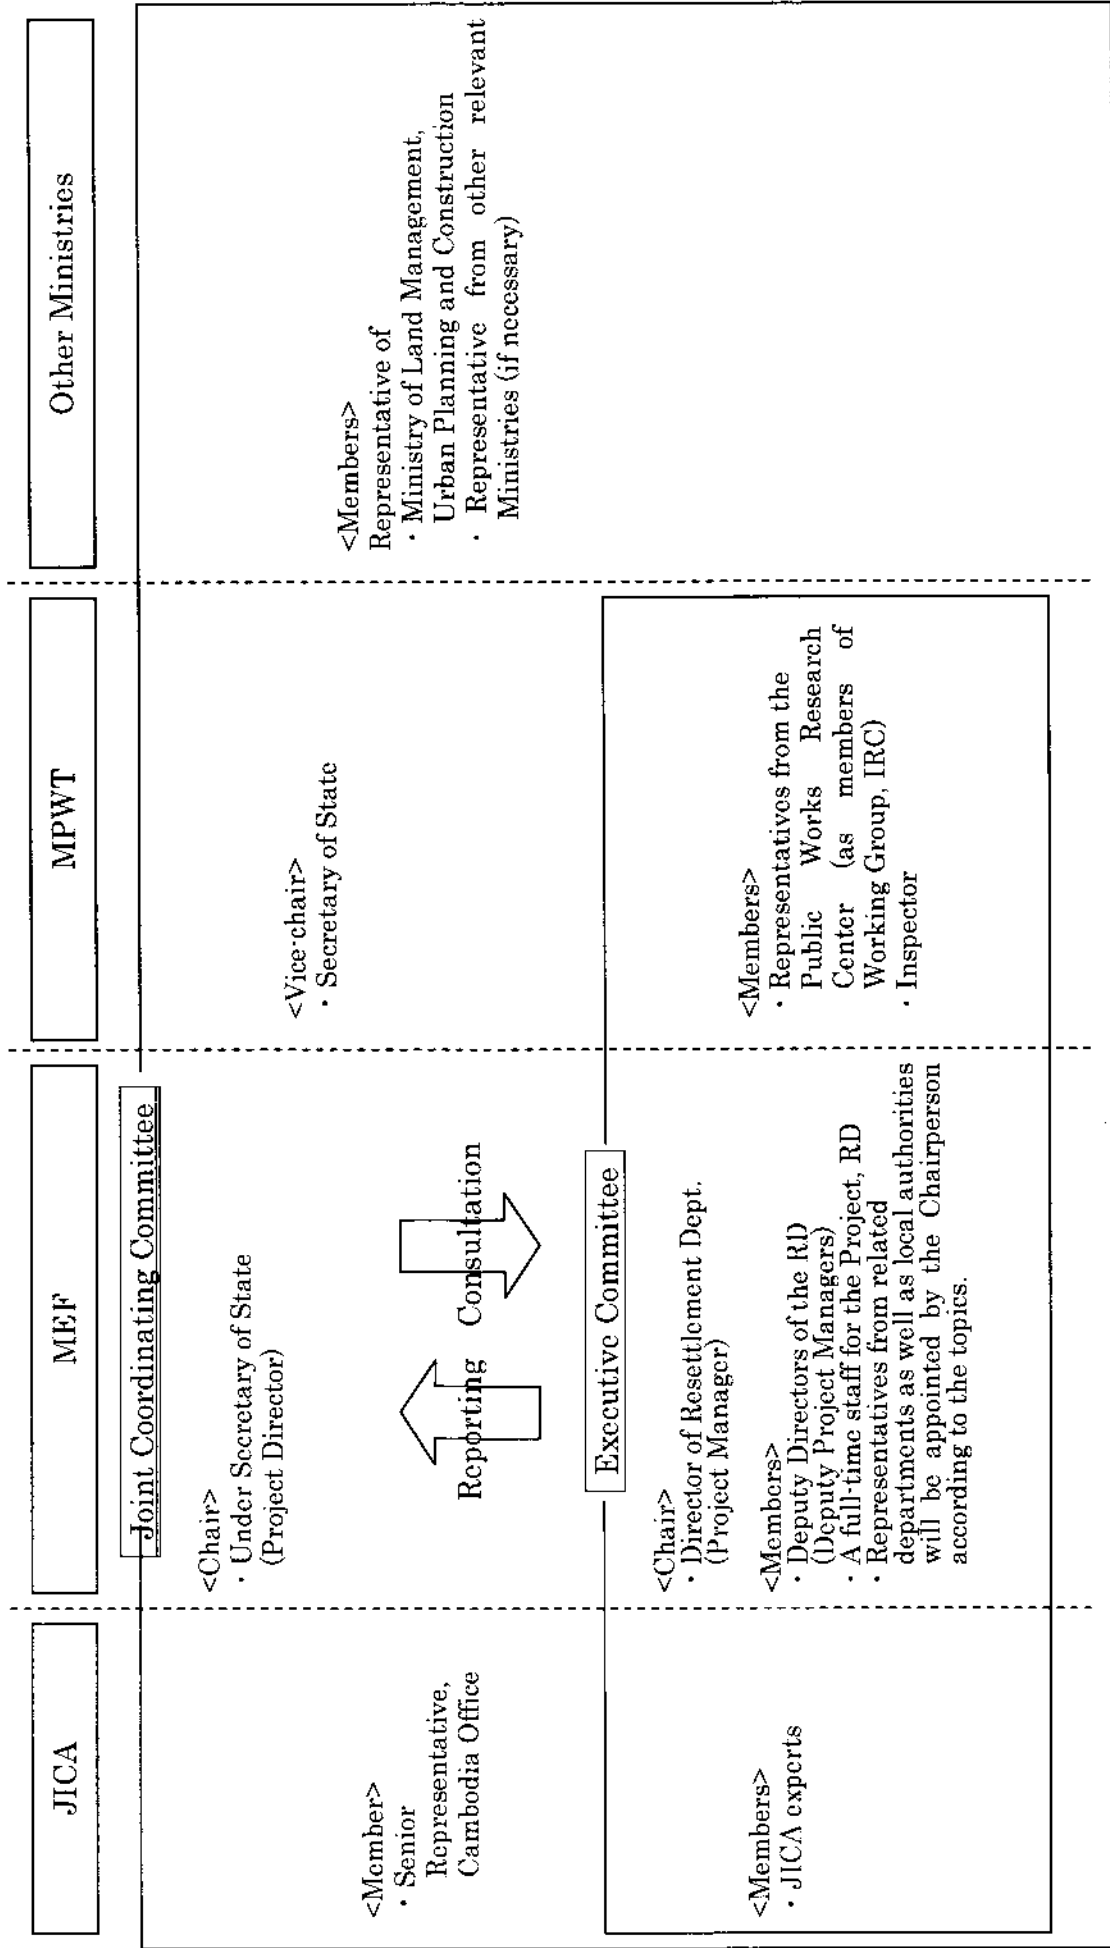 JICA
MEF
MPWT
Other Ministries
Joint Coordinating Committee
<Member>
・Senior
Representative,
Cambodia Office
<Chair>
・Under Secretary of State
(Project Director)
<Vice-chair>
・Secretary of State
<Members>
Representative of
・Ministry of Land Management,
Urban Planning and Construction
・Representative from other relevant
Ministries (if necessary)
Reporting Consultation
Executive Committee
<Members>
・JICA experts
<Chair>
・Director of Resettlement Dept.
(Project Manager)
<Members>
・Deputy Directors of the RD
(Deputy Project Managers)
・A full-time staff for the Project, RD
・Representatives from related
departments as well as local authorities
will be appointed by the Chairperson
according to the topics.
<Members>
・Representatives from the
Public Works Research
Center (as members of
Working Group, IRC)
・Inspector